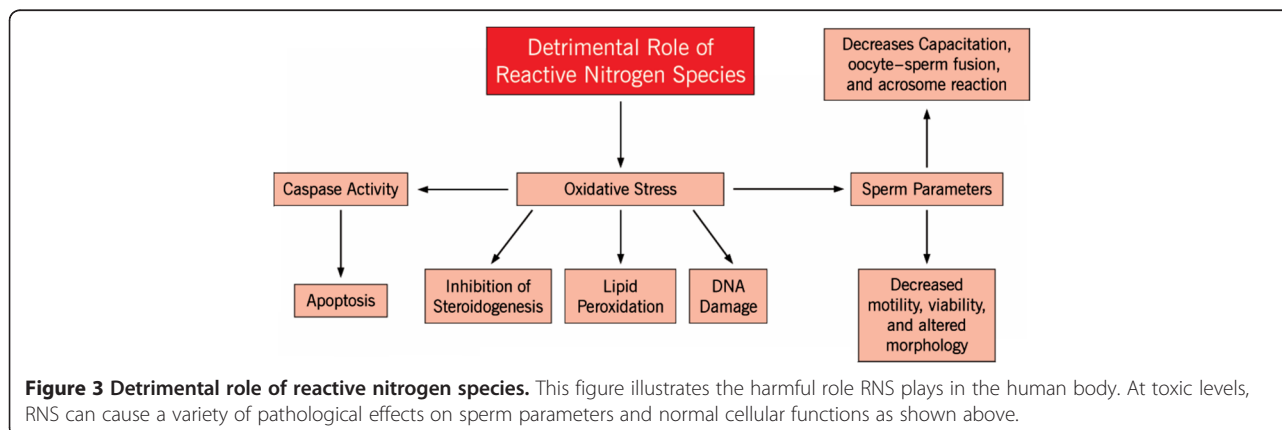 Detrimental Role of
Reactive Nitrogen Species
Decreases Capacitation,
oocyte–sperm fusion,
and acrosome reaction
Caspase Activity
Oxidative Stress
Sperm Parameters
Apoptosis
Inhibition of
Steroidogenesis
Lipid
Peroxidation
DNA
Damage
Decreased
motility, viability,
and altered
morphology
Figure 3 Detrimental role of reactive nitrogen species. This figure illustrates the harmful role RNS plays in the human body. At toxic levels,
RNS can cause a variety of pathological effects on sperm parameters and normal cellular functions as shown above.